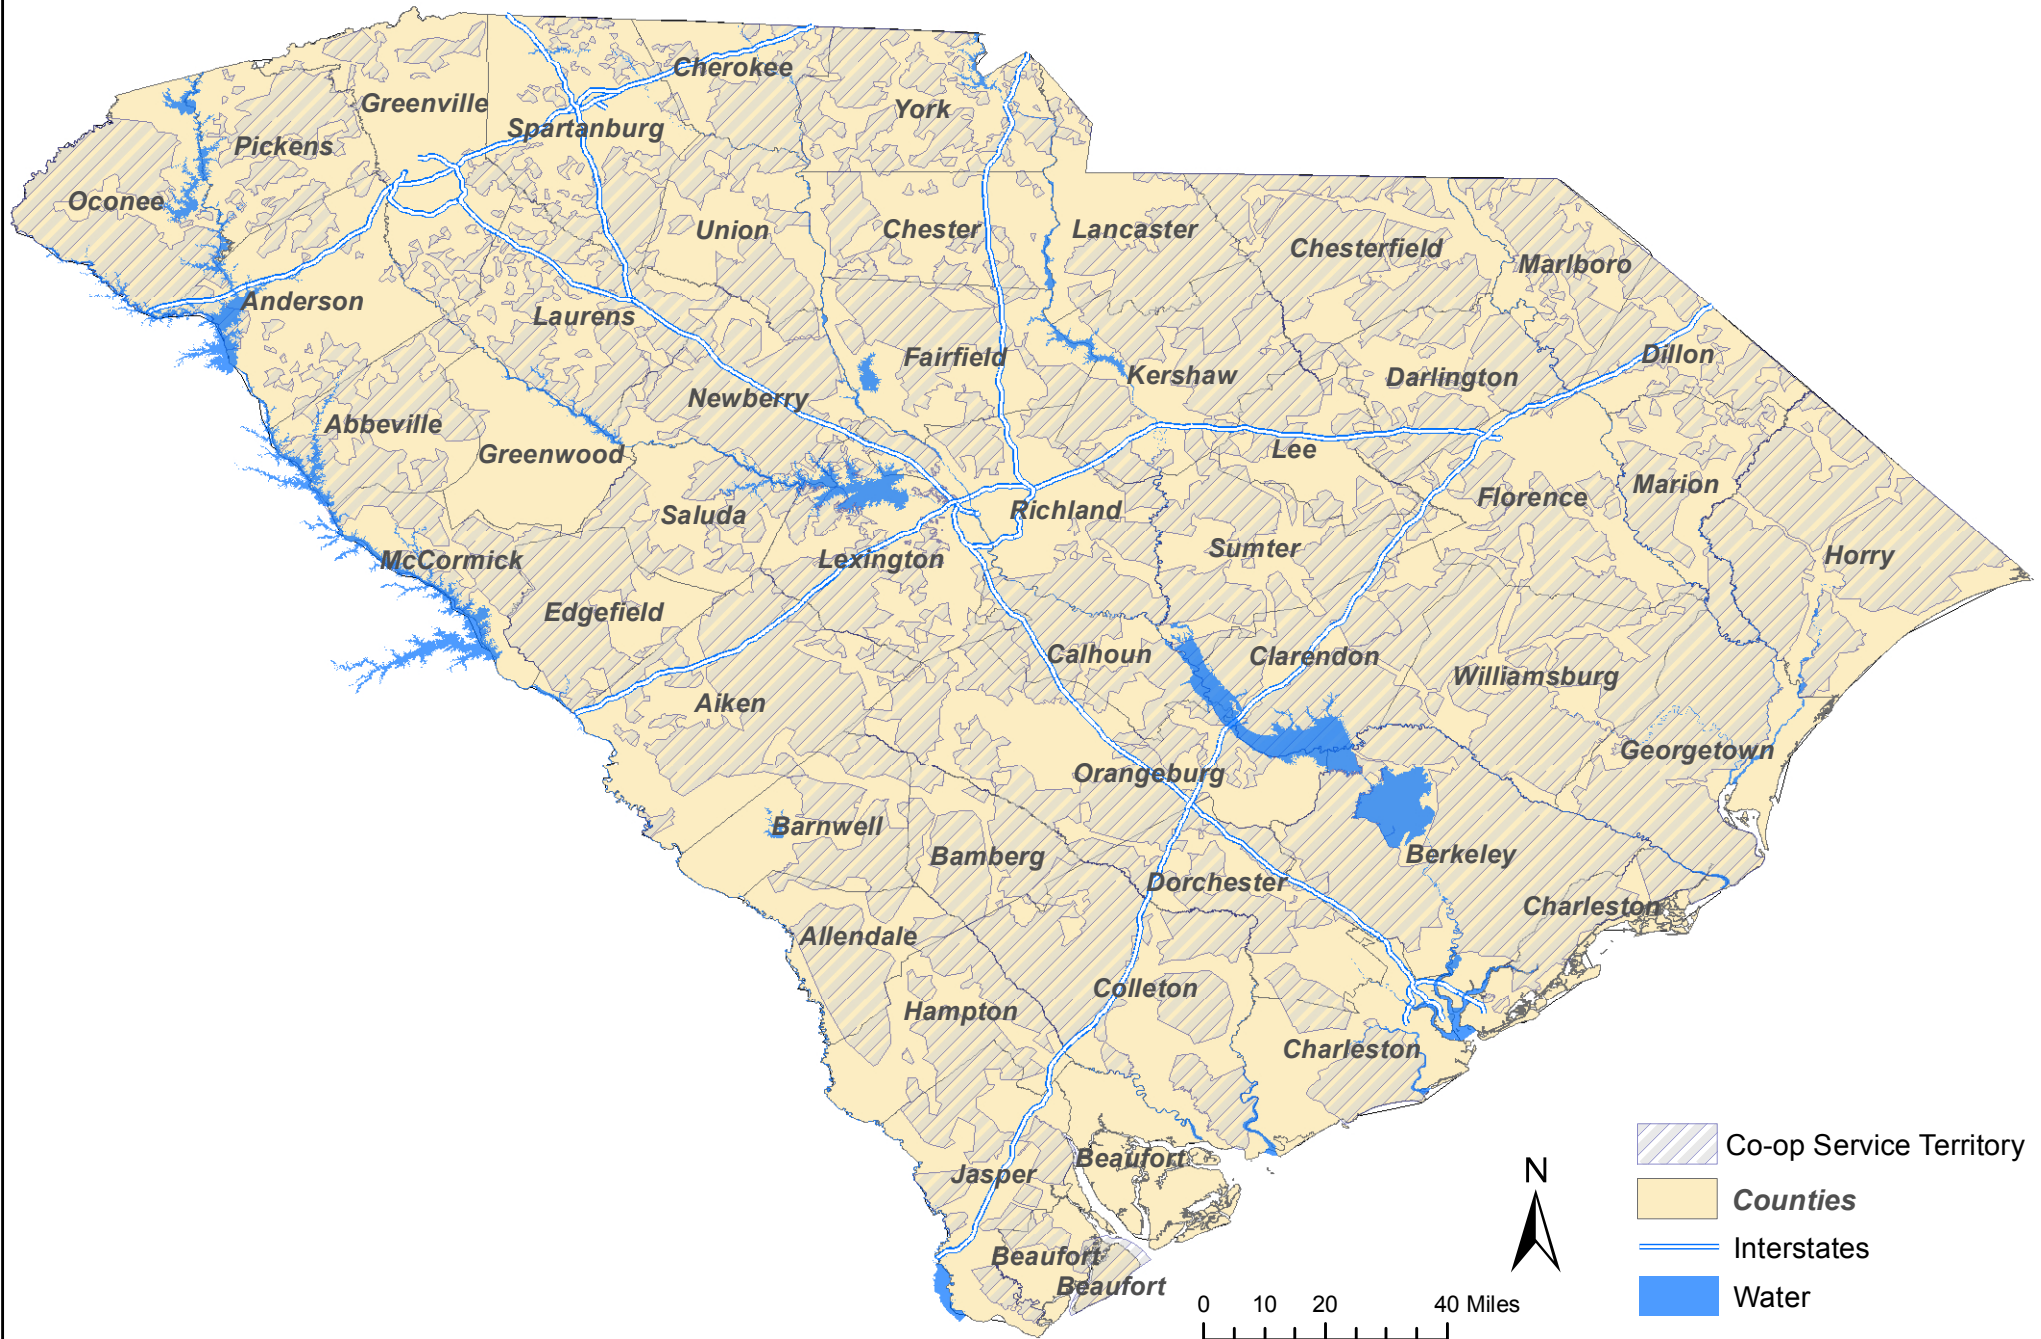 Cherokee
Greenville
York
Spartanburg
Pickens
Oconee
Union
Chester
Lancaster
Chesterfield
Marlboro
Anderson
Laurens
Fairfield
Kershaw
Darlington
Dillon
Newberry
Abbeville
Greenwood
Lee
Saluda
Richland
Florence
Marion
McCormick
Lexington
Sumter
Horry
Edgefield
Calhoun
Clarendon
Williamsburg
Aiken
Orangeburg
Georgetown
Barnwell
Bamberg
Berkeley
Dorchester
Charleston
Allendale
Colleton
Hampton
Charleston
Beaufort
Jasper
Beaufort
Beaufort
N
Co-op Service Territory
Counties
Interstates
Water
0 10 20 40 Miles